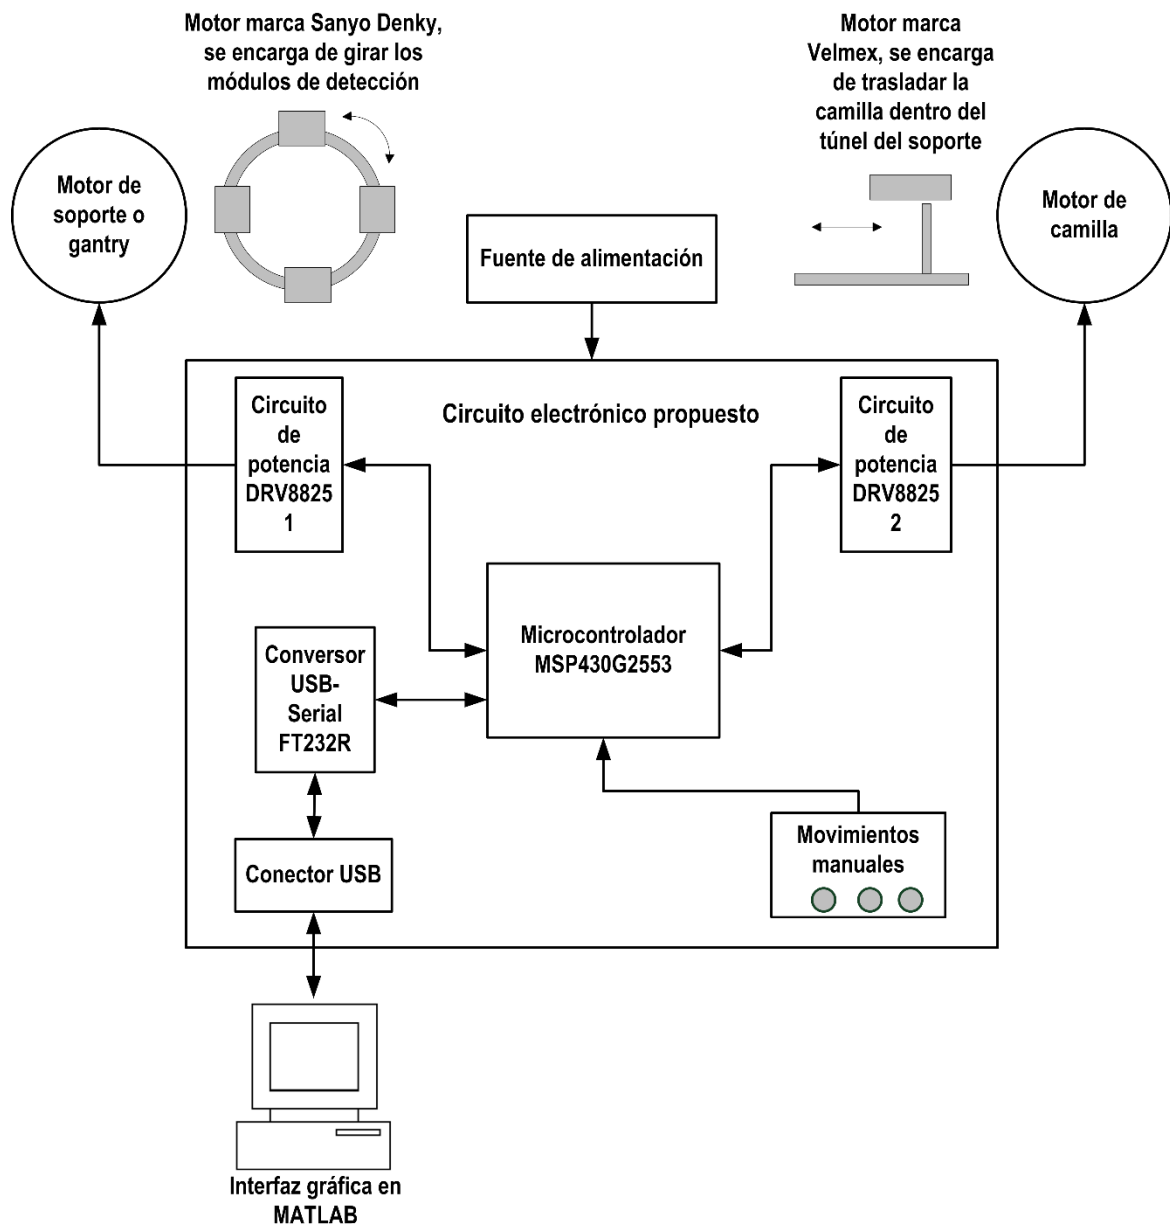 Motor marca Sanyo Denky,
se encarga de girar los
módulos de detección
Motor marca
Velmex, se encarga
de trasladar la
camilla dentro del
túnel del soporte
Motor de
soporte o
gantry
Motor de
camilla
Fuente de alimentación
Circuito electrónico propuesto
Circuito
de
potencia
DRV8825
1
Circuito
de
potencia
DRV8825
2
Microcontrolador
MSP430G2553
Conversor
USB-
Serial
FT232R
Conector USB
Movimientos
manuales
Interfaz gráfica en
MATLAB